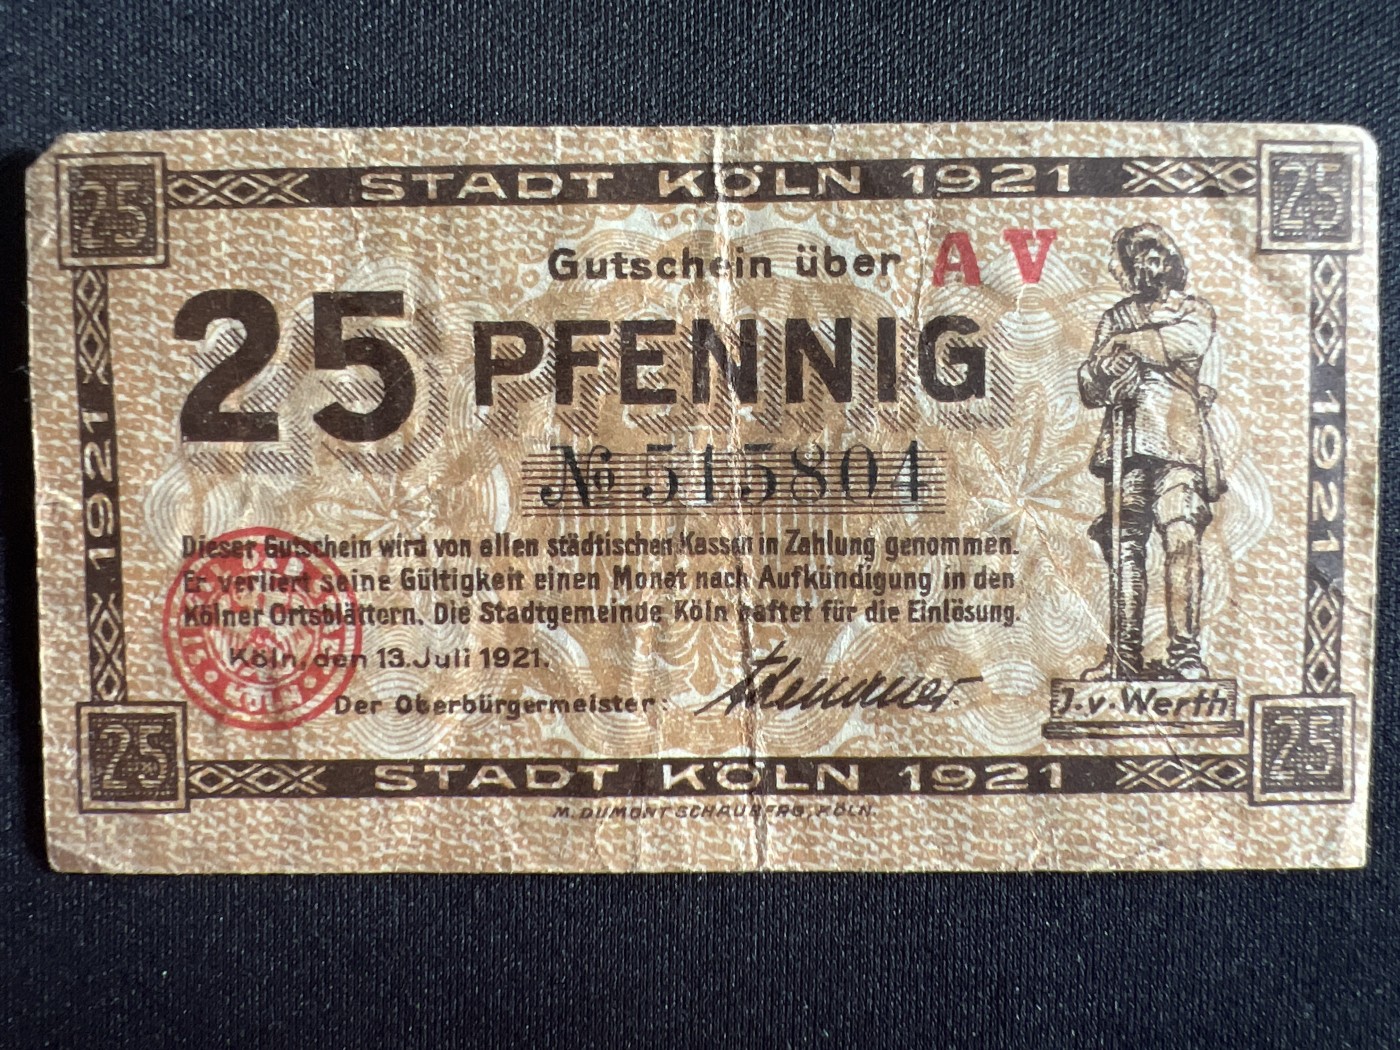 STADT KÖLN 1921
25
25
Gutschein über AV
25 PFENNIG
No 515804
1921
1921
Dieser Gutschein wird von allen städtischen Kassen in Zahlung genommen.
Er verliert seine Gültigkeit einen Monat nach Aufkündigung in den
Kölner Ortsblättern. Die Stadtgemeinde Köln haftet für die Einlösung.
Köln, den 13. Juli 1921.
KÖLN
Der Oberbürgermeister:
J. v. Werth
25
25
STADT KÖLN 1921
M. DUMONT SCHAUBERG, KÖLN.